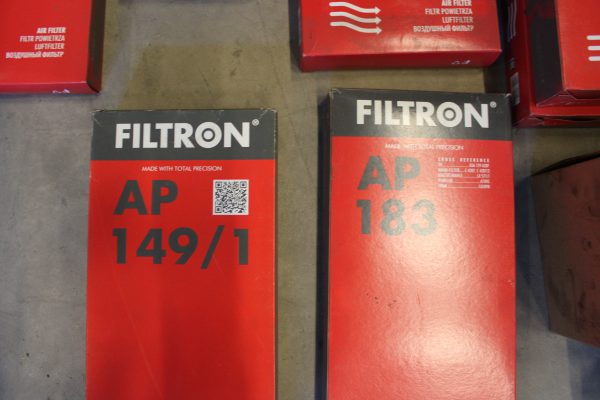 AIR FILTER
FILTR POWIETRZA
LUFTFILTER
ВОЗДУШНЫЙ ФИЛЬТР
AIR FILTER
FILTR POWIETRZA
LUFTFILTER
ВОЗДУШНЫЙ ФИЛЬТР
FILTRON®
MADE WITH TOTAL PRECISION
AP
149/1
FILTRON®
MADE WITH TOTAL PRECISION
CROSS REFERENCE
AP
183